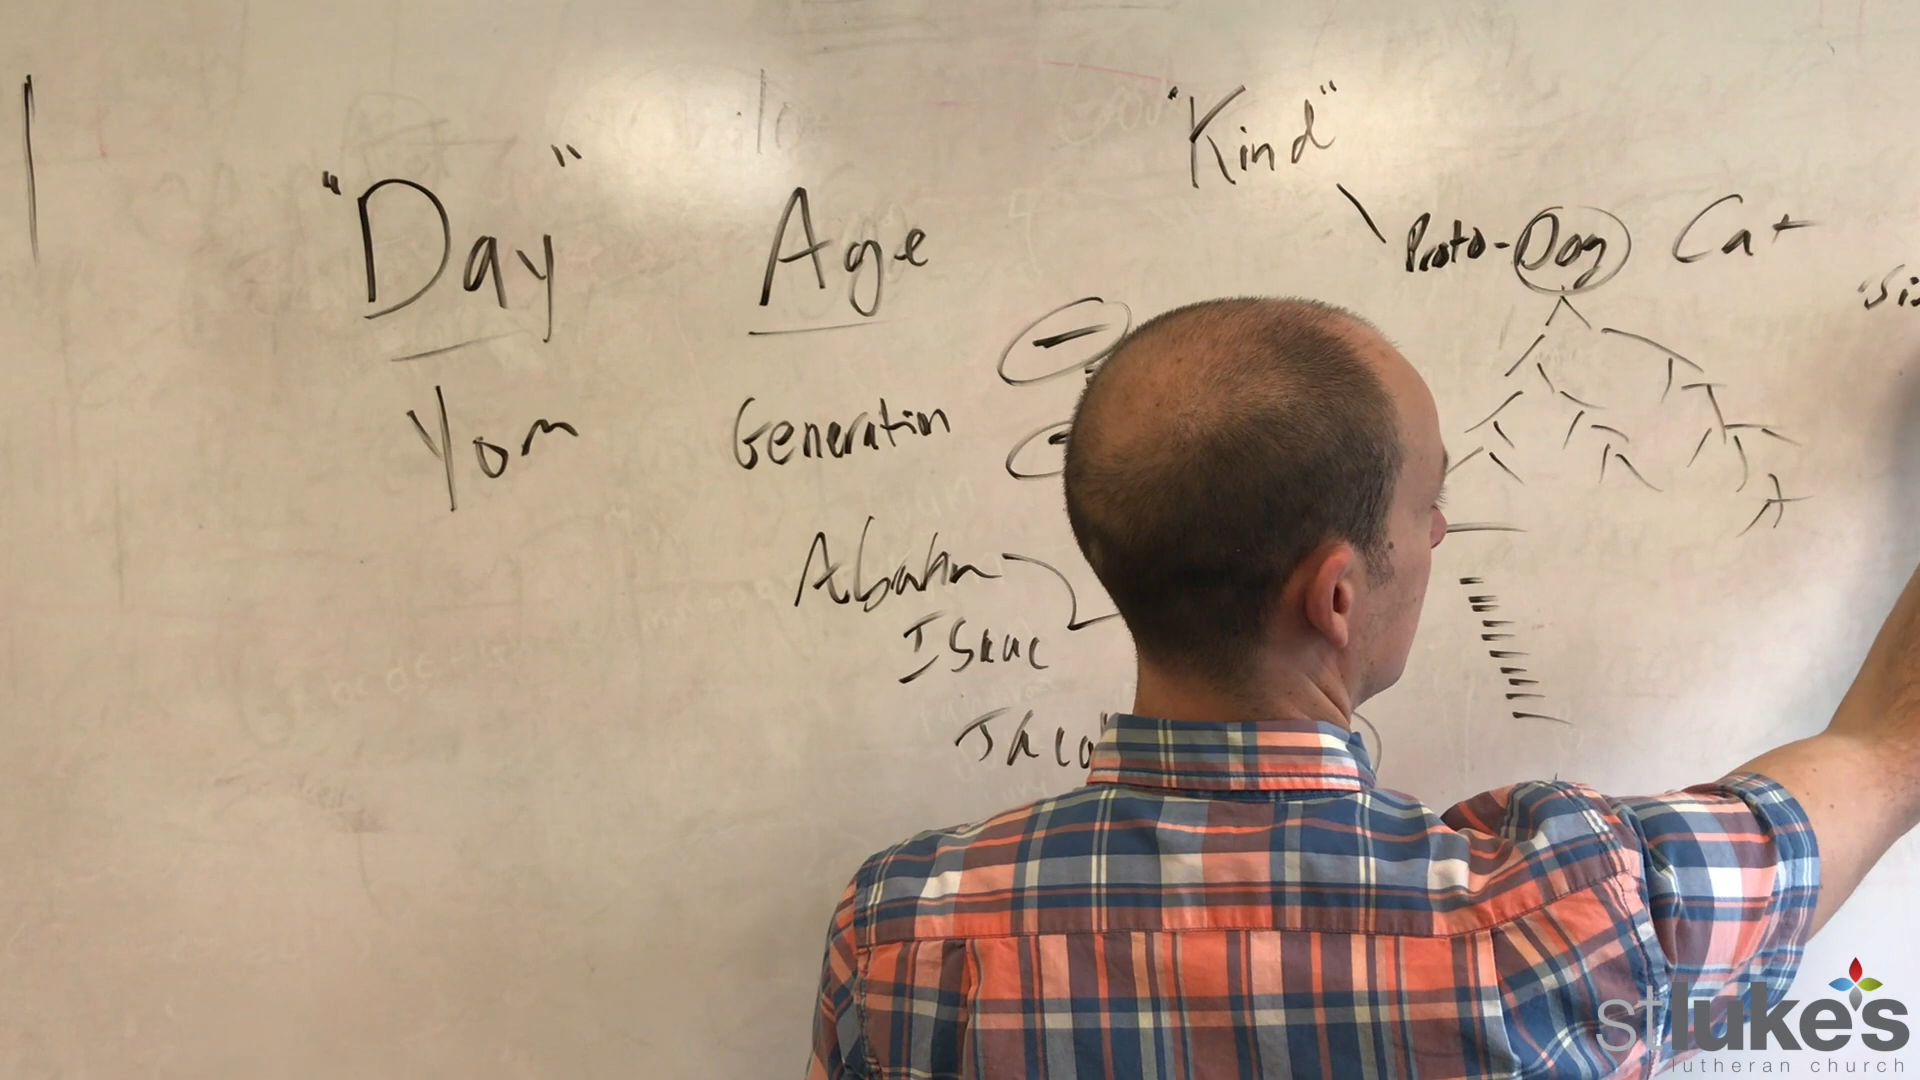 "Kind"
"Day" Age
Proto-Dog Cat
Yom Generation
Abraham
Isaac
st luke's
lutheran church